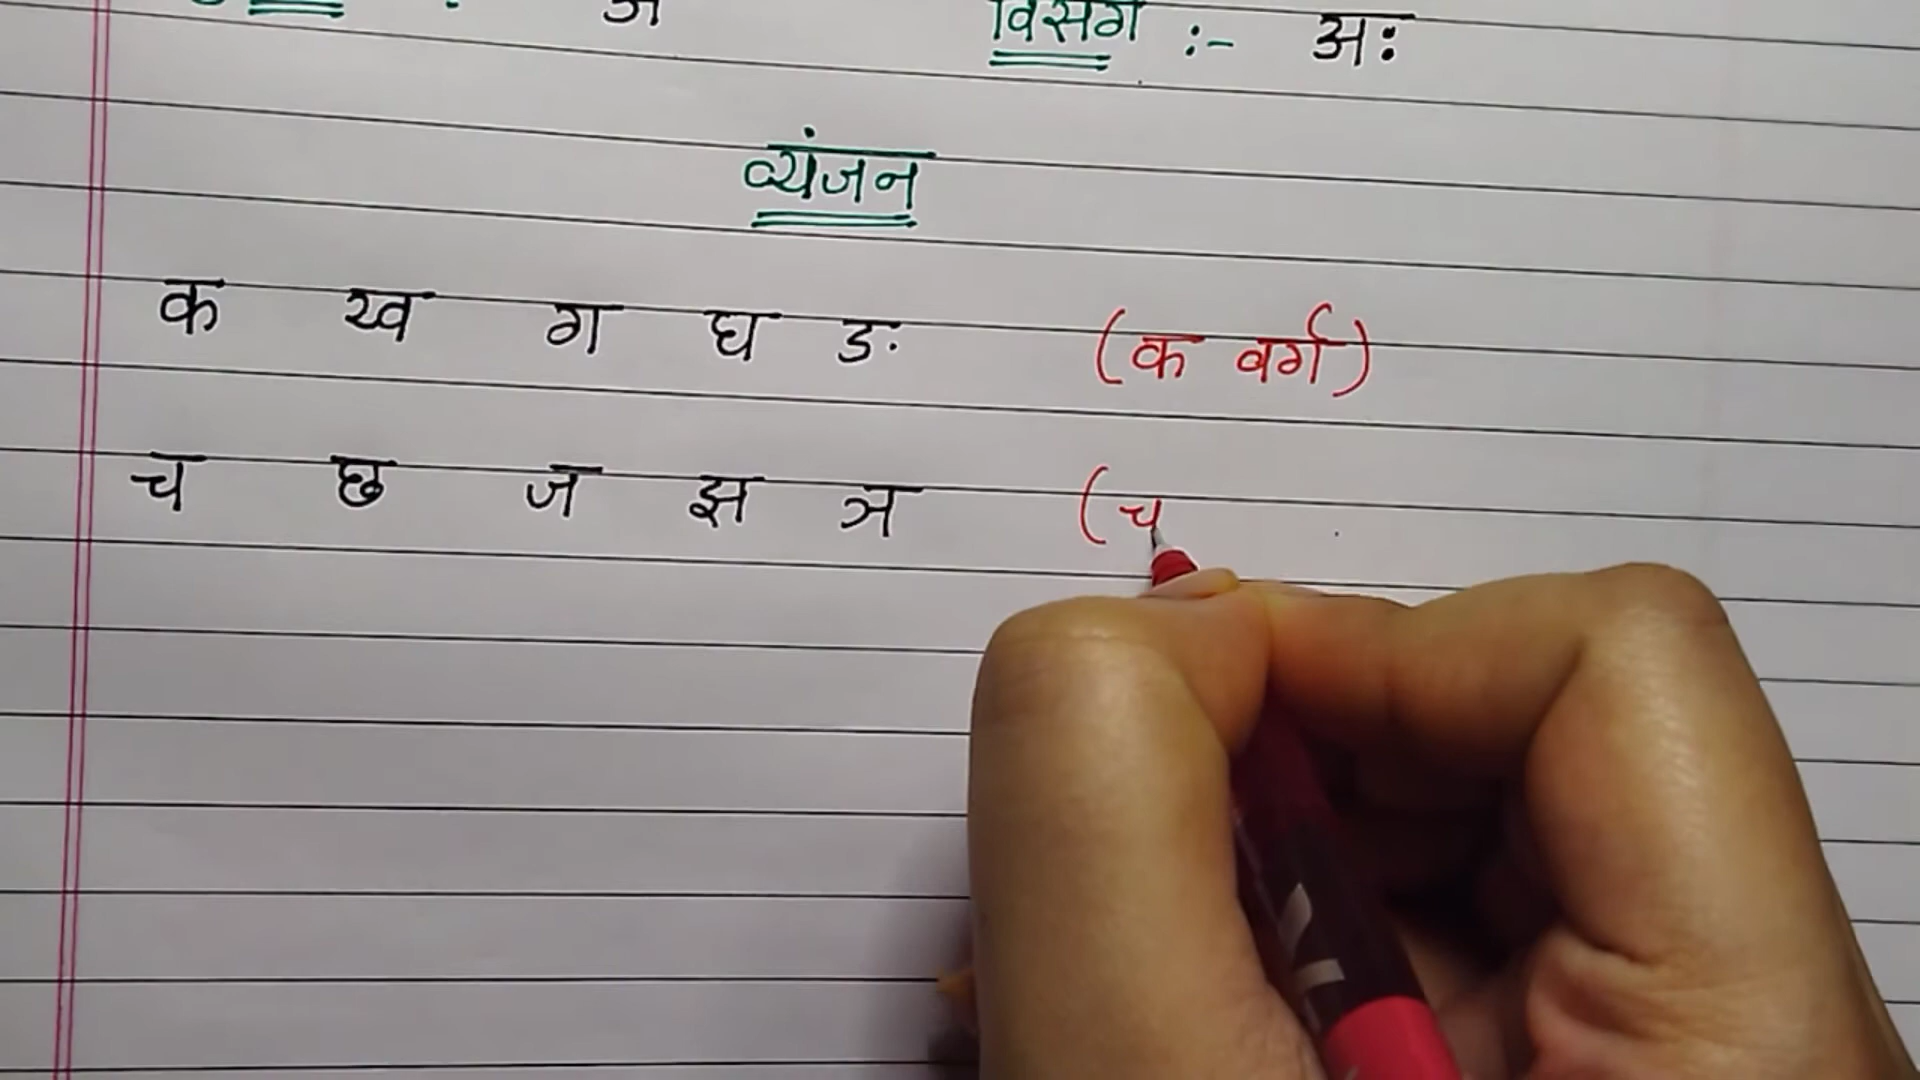 विसर्ग :- अः
व्यंजन
क ख ग घ ङ (क वर्ग)
च छ ज झ ञ (च